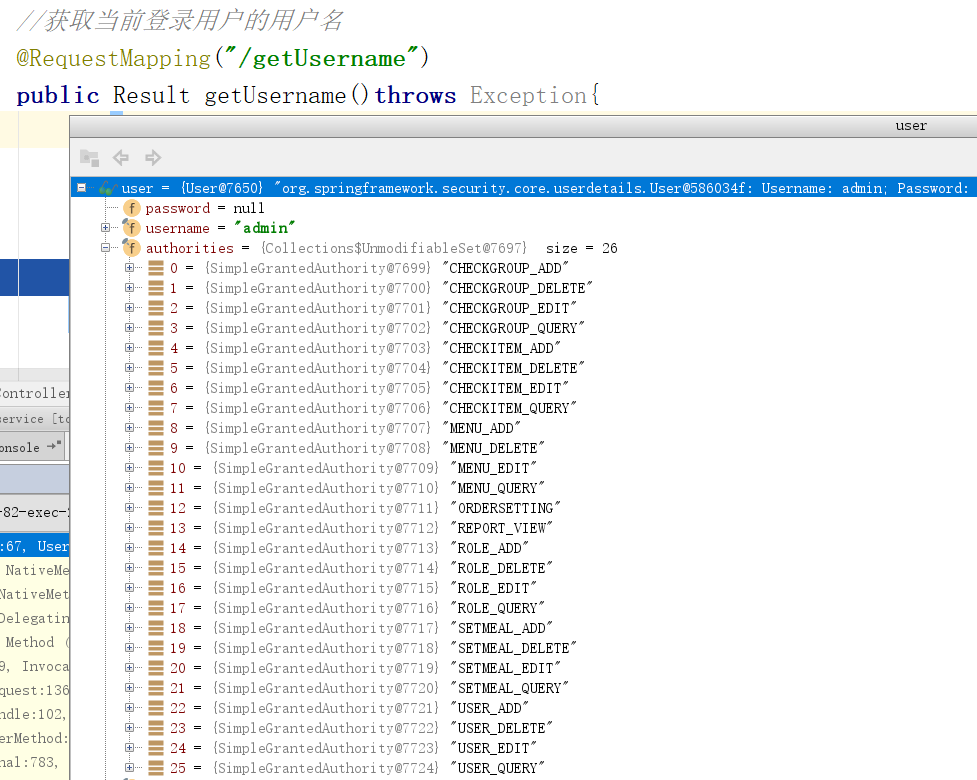 //获取当前登录用户的用户名
@RequestMapping("/getUsername")
public Result getUsername()throws Exception{
user
user = {User@7650} "org.springframework.security.core.userdetails.User@586034f: Username: admin; Password:
password = null
username = "admin"
authorities = {Collections$UnmodifiableSet@7697} size = 26
0 = {SimpleGrantedAuthority@7699} "CHECKGROUP_ADD"
1 = {SimpleGrantedAuthority@7700} "CHECKGROUP_DELETE"
2 = {SimpleGrantedAuthority@7701} "CHECKGROUP_EDIT"
3 = {SimpleGrantedAuthority@7702} "CHECKGROUP_QUERY"
4 = {SimpleGrantedAuthority@7703} "CHECKITEM_ADD"
5 = {SimpleGrantedAuthority@7704} "CHECKITEM_DELETE"
6 = {SimpleGrantedAuthority@7705} "CHECKITEM_EDIT"
7 = {SimpleGrantedAuthority@7706} "CHECKITEM_QUERY"
8 = {SimpleGrantedAuthority@7707} "MENU_ADD"
9 = {SimpleGrantedAuthority@7708} "MENU_DELETE"
10 = {SimpleGrantedAuthority@7709} "MENU_EDIT"
11 = {SimpleGrantedAuthority@7710} "MENU_QUERY"
12 = {SimpleGrantedAuthority@7711} "ORDERSETTING"
13 = {SimpleGrantedAuthority@7712} "REPORT_VIEW"
14 = {SimpleGrantedAuthority@7713} "ROLE_ADD"
15 = {SimpleGrantedAuthority@7714} "ROLE_DELETE"
16 = {SimpleGrantedAuthority@7715} "ROLE_EDIT"
17 = {SimpleGrantedAuthority@7716} "ROLE_QUERY"
18 = {SimpleGrantedAuthority@7717} "SETMEAL_ADD"
19 = {SimpleGrantedAuthority@7718} "SETMEAL_DELETE"
20 = {SimpleGrantedAuthority@7719} "SETMEAL_EDIT"
21 = {SimpleGrantedAuthority@7720} "SETMEAL_QUERY"
22 = {SimpleGrantedAuthority@7721} "USER_ADD"
23 = {SimpleGrantedAuthority@7722} "USER_DELETE"
24 = {SimpleGrantedAuthority@7723} "USER_EDIT"
25 = {SimpleGrantedAuthority@7724} "USER_QUERY"
Controller
service [to
onsole
-82-exec-
:67, User
NativeMe
NativeMet
Delegatin
Method (
9, Invoca
quest:136
ndle:102,
erMethod:
nal:783,